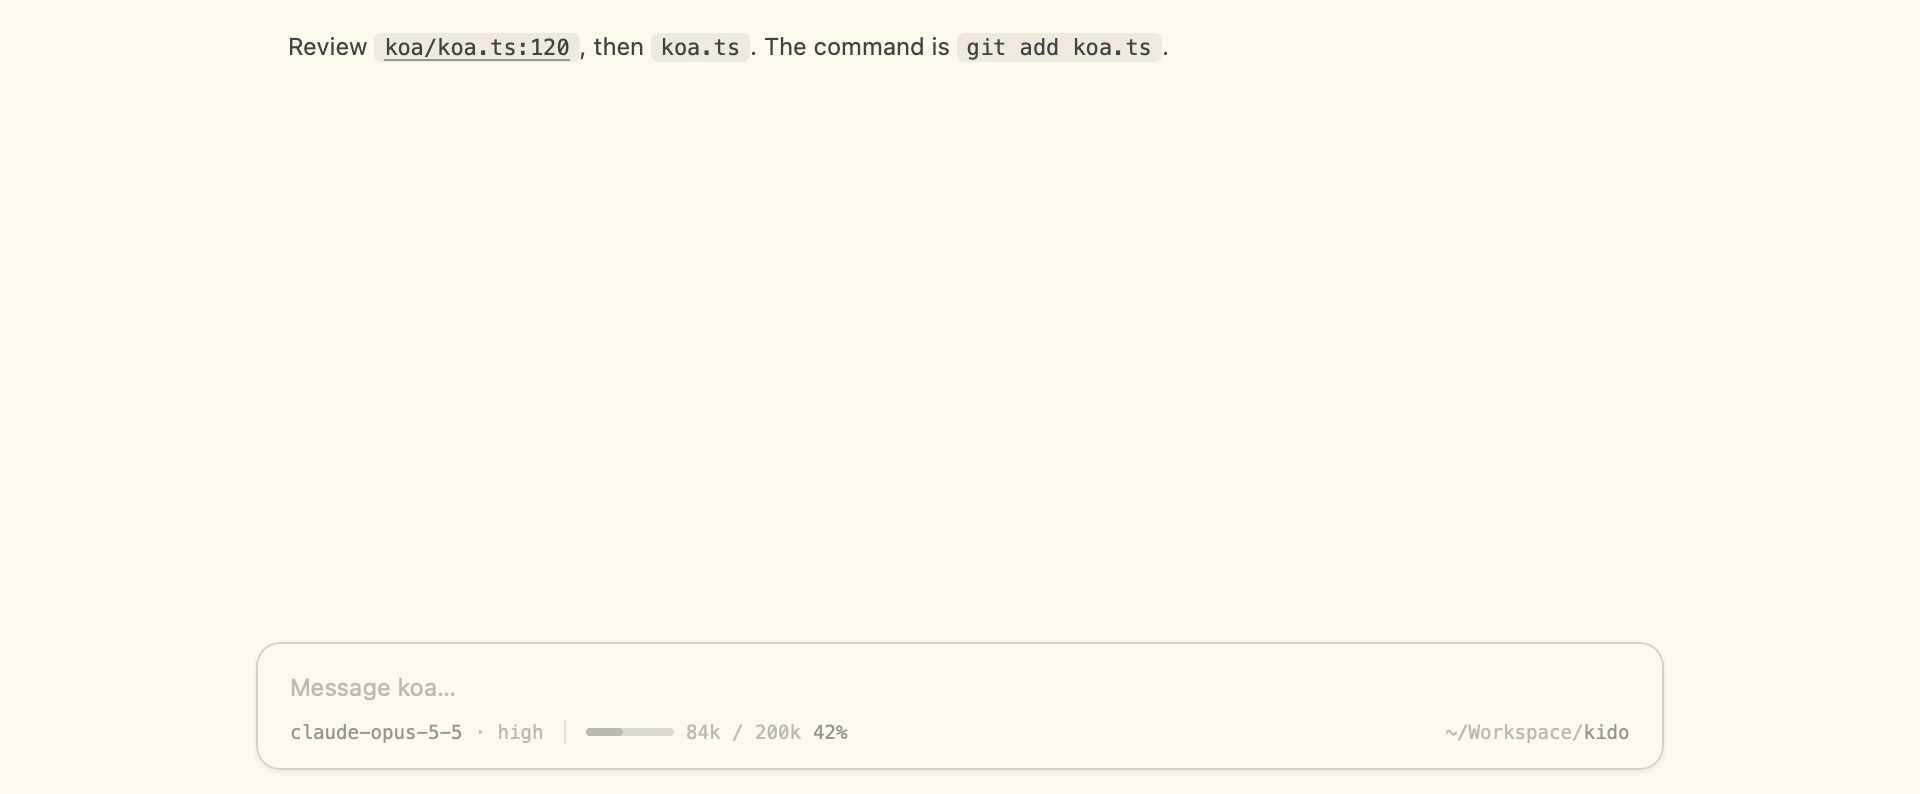 Review koa/koa.ts:120, then koa.ts. The command is git add koa.ts.
Message koa...
claude-opus-5-5 · high 84k / 200k 42% ~/Workspace/kido